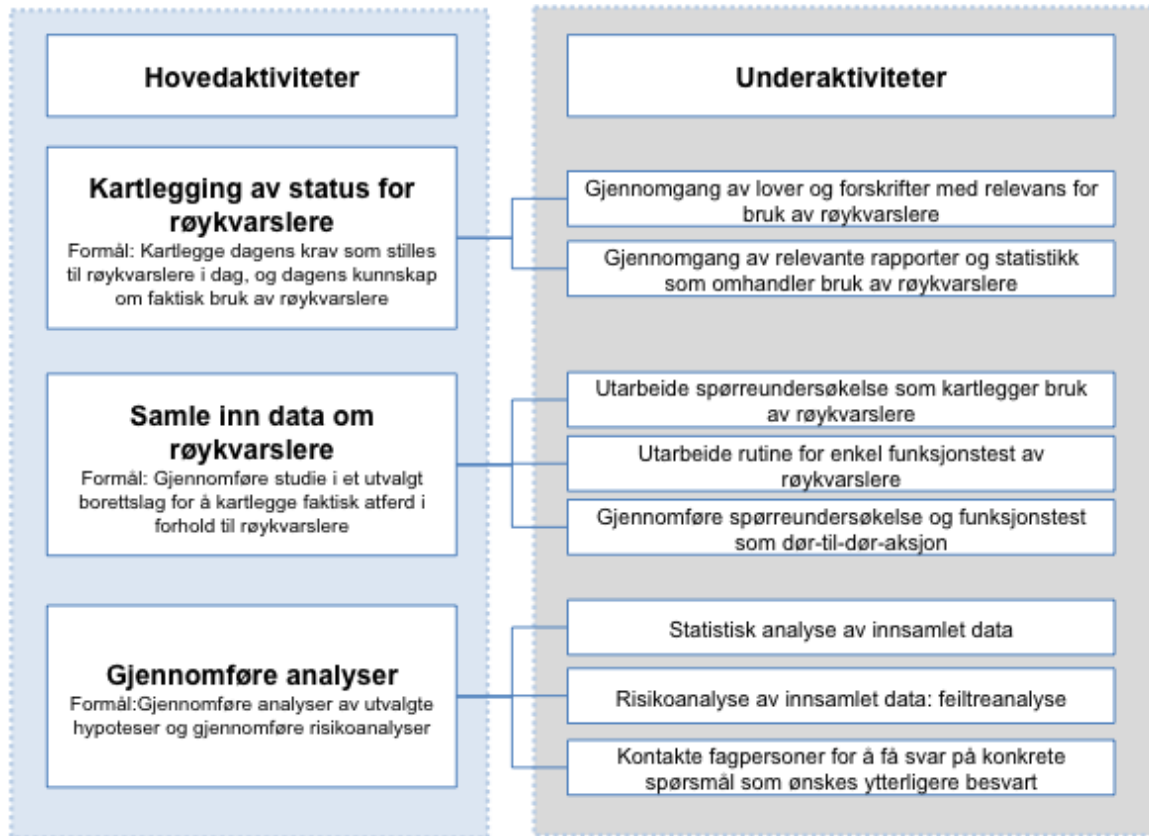 Hovedaktiviteter
Underaktiviteter
Kartlegging av status for
røykvarslere
Formål: Kartlegge dagens krav som stilles
til røykvarslere i dag, og dagens kunnskap
om faktisk bruk av røykvarslere
Gjennomgang av lover og forskrifter med relevans for
bruk av røykvarslere
Gjennomgang av relevante rapporter og statistikk
som omhandler bruk av røykvarslere
Samle inn data om
røykvarslere
Formål: Gjennomføre studie i et utvalgt
borettslag for å kartlegge faktisk atferd i
forhold til røykvarslere
Utarbeide spørreundersøkelse som kartlegger bruk
av røykvarslere
Utarbeide rutine for enkel funksjonstest av
røykvarslere
Gjennomføre spørreundersøkelse og funksjonstest
som dør-til-dør-aksjon
Gjennomføre analyser
Formål:Gjennomføre analyser av utvalgte
hypoteser og gjennomføre risikoanalyser
Statistisk analyse av innsamlet data
Risikoanalyse av innsamlet data: feiltreanalyse
Kontakte fagpersoner for å få svar på konkrete
spørsmål som ønskes ytterligere besvart